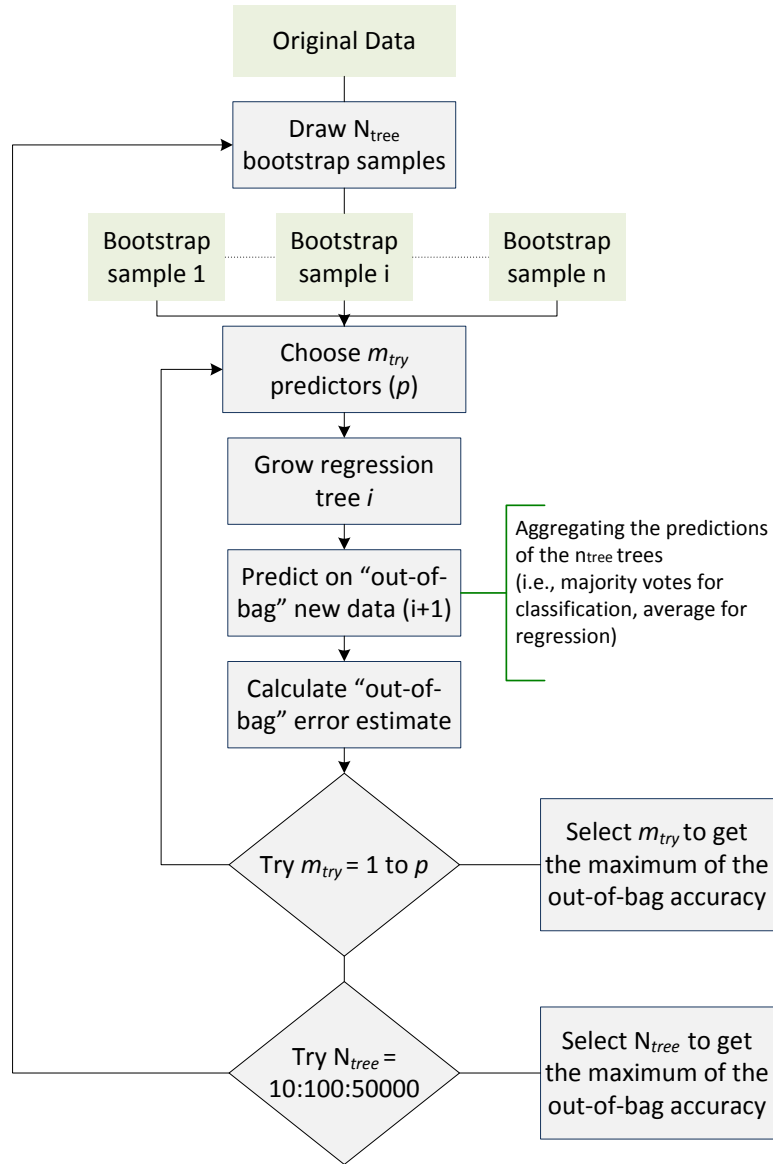 Original Data
Draw Ntree
bootstrap samples
Bootstrap
sample 1
Bootstrap
sample i
Bootstrap
sample n
Choose mtry
predictors (p)
Grow regression
tree i
Predict on “out-of-
bag” new data (i+1)
Aggregating the predictions
of the ntree trees
(i.e., majority votes for
classification, average for
regression)
Calculate “out-of-
bag” error estimate
Try mtry = 1 to p
Select mtry to get
the maximum of the
out-of-bag accuracy
Try Ntree =
10:100:50000
Select Ntree to get
the maximum of the
out-of-bag accuracy